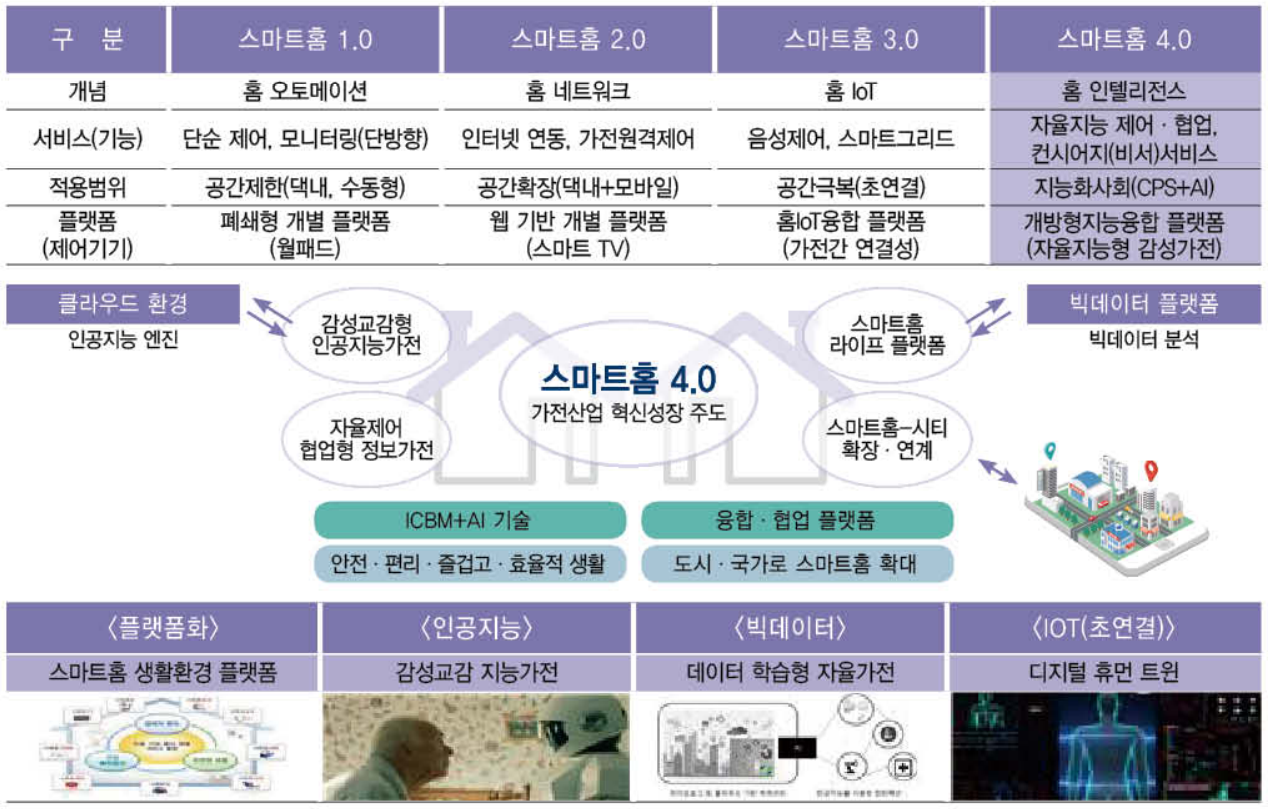 구 분
스마트홈 1.0
스마트홈 2.0
스마트홈 3.0
스마트홈 4.0
개념
홈 오토메이션
홈 네트워크
홈 IoT
홈 인텔리전스
서비스(기능)
단순 제어, 모니터링(단방향)
인터넷 연동, 가전원격제어
음성제어, 스마트그리드
자율지능 제어 · 협업,
컨시어지(비서)서비스
적용범위
공간제한(댁내, 수동형)
공간확장(댁내+모바일)
공간극복(초연결)
지능화사회(CPS+AI)
플랫폼
(제어기기)
폐쇄형 개별 플랫폼
(월패드)
웹 기반 개별 플랫폼
(스마트 TV)
홈IoT융합 플랫폼
(가전간 연결성)
개방형지능융합 플랫폼
(자율지능형 감성가전)
클라우드 환경
인공지능 엔진
감성교감형
인공지능가전
스마트홈
라이프 플랫폼
빅데이터 플랫폼
빅데이터 분석
스마트홈 4.0
가전산업 혁신성장 주도
자율제어
협업형 정보가전
스마트홈-시티
확장 · 연계
ICBM+AI 기술
융합 · 협업 플랫폼
안전 · 편리 · 즐겁고 · 효율적 생활
도시 · 국가로 스마트홈 확대
〈플랫폼화〉
〈인공지능〉
〈빅데이터〉
〈IOT(초연결)〉
스마트홈 생활환경 플랫폼
감성교감 지능가전
데이터 학습형 자율가전
디지털 휴먼 트윈